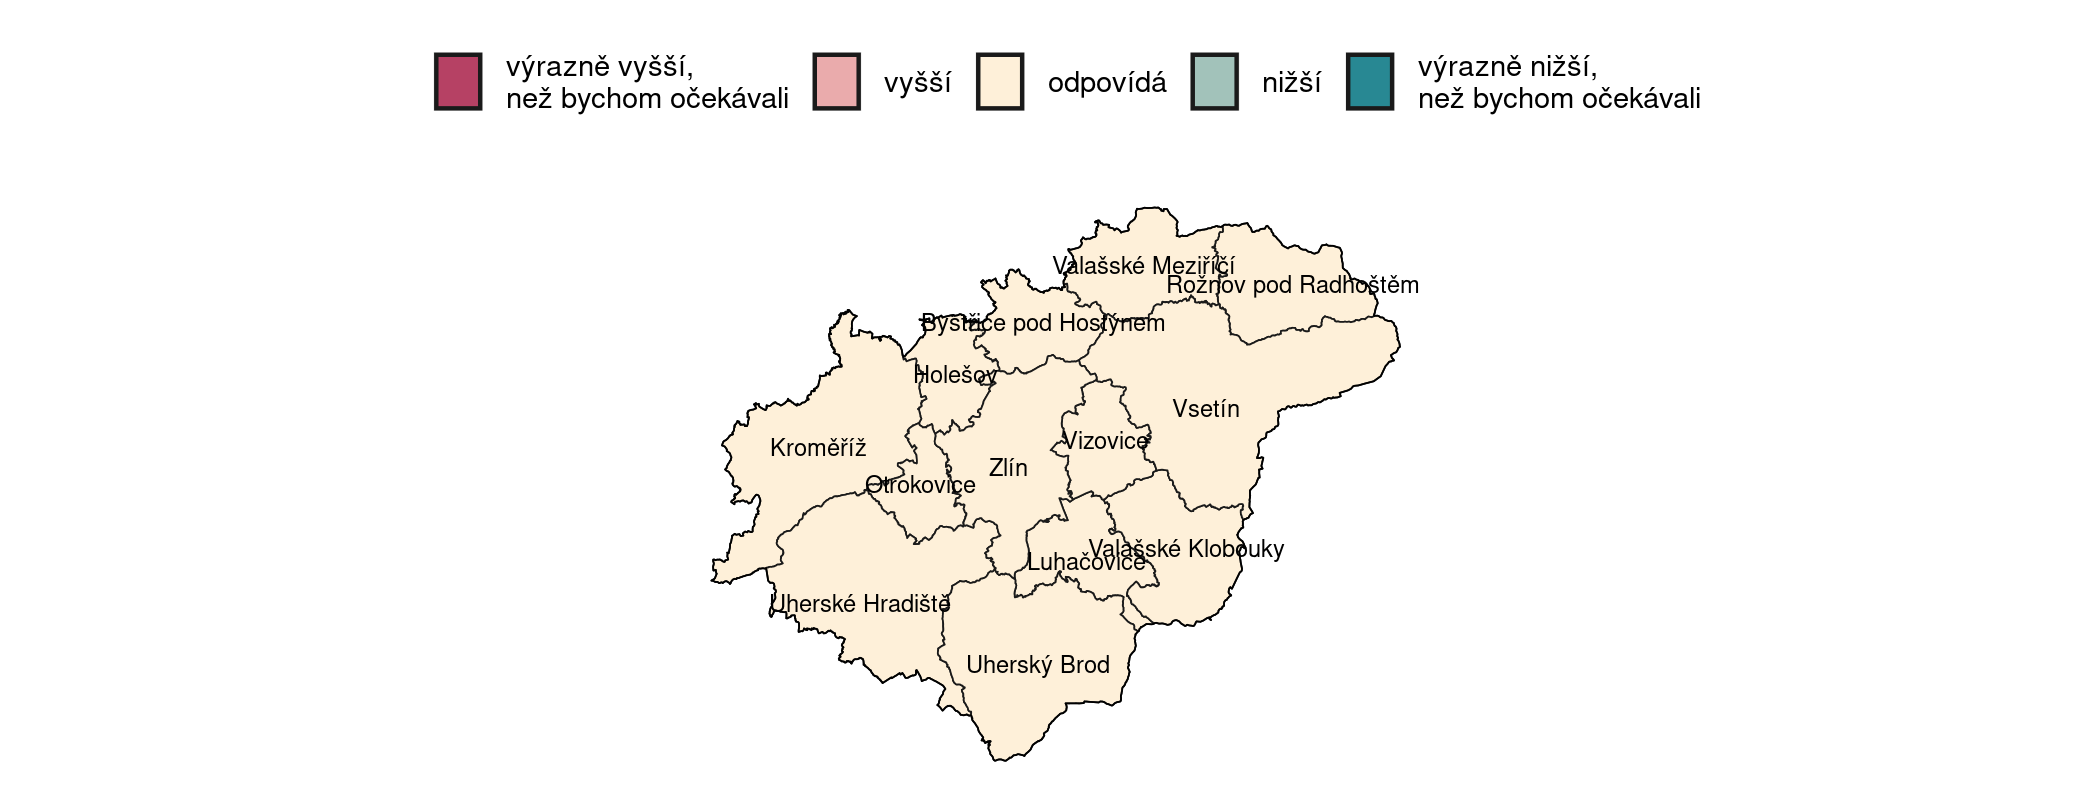 výrazně vyšší,
než bychom očekávali
vyšší
odpovídá
nižší
výrazně nižší,
než bychom očekávali
Valašské Meziříčí
Rožnov pod Radhoštěm
Bystřice pod Hostýnem
Holešov
Vsetín
Vizovice
Kroměříž
Zlín
Otrokovice
Valašské Klobouky
Luhačovice
Uherské Hradiště
Uherský Brod